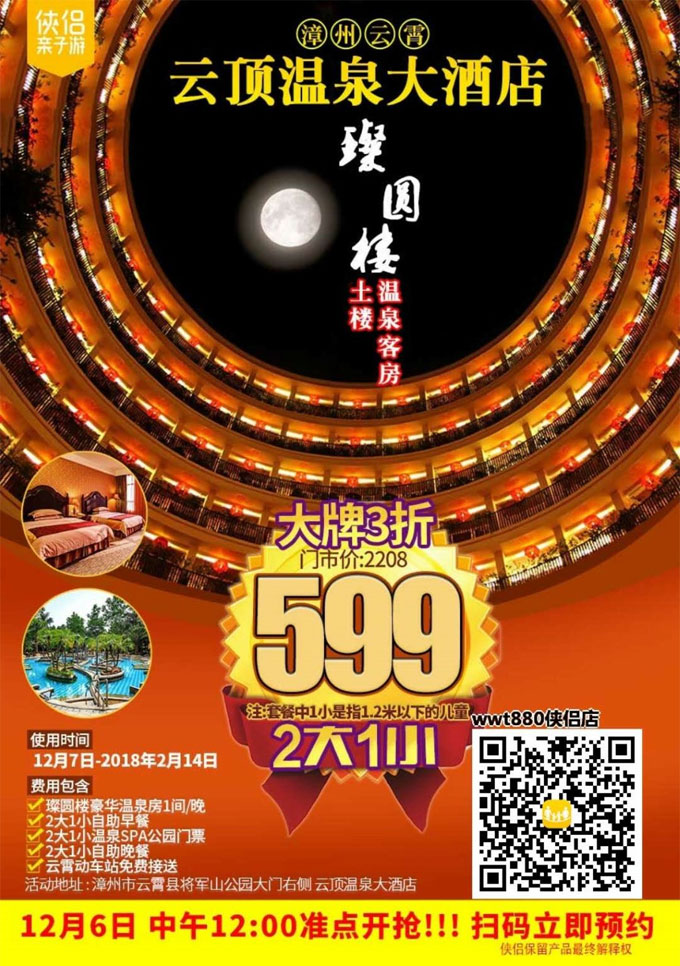 侠侣
亲子游
漳州云霄
云顶温泉大酒店
璨圆楼
土楼
温泉客房
大牌3折
门市价:2208
599
注:套餐中1小是指1.2米以下的儿童
2大1小
wwt880侠侣店
使用时间
12月7日-2018年2月14日
费用包含
璨圆楼豪华温泉房1间/晚
2大1小自助早餐
2大1小温泉SPA公园门票
2大1小自助晚餐
云霄动车站免费接送
活动地址:漳州市云霄县将军山公园大门右侧 云顶温泉大酒店
12月6日 中午12:00准点开抢!!! 扫码立即预约
侠侣保留产品最终解释权